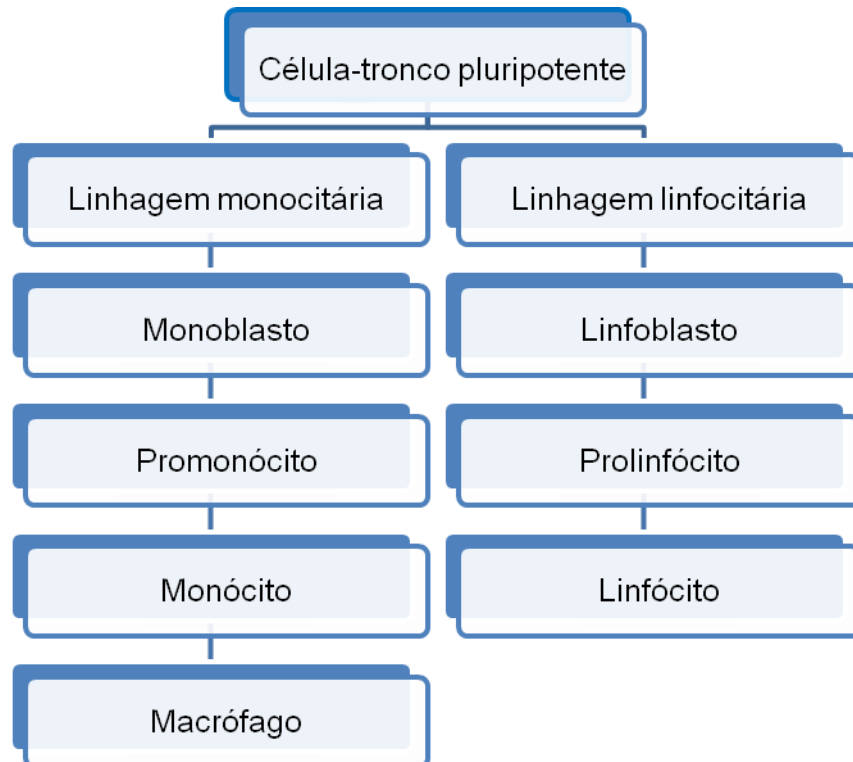 Célula-tronco pluripotente
Linhagem monocitária
Linhagem linfocitária
Monoblasto
Linfoblasto
Promonócito
Prolinfócito
Monócito
Linfócito
Macrófago